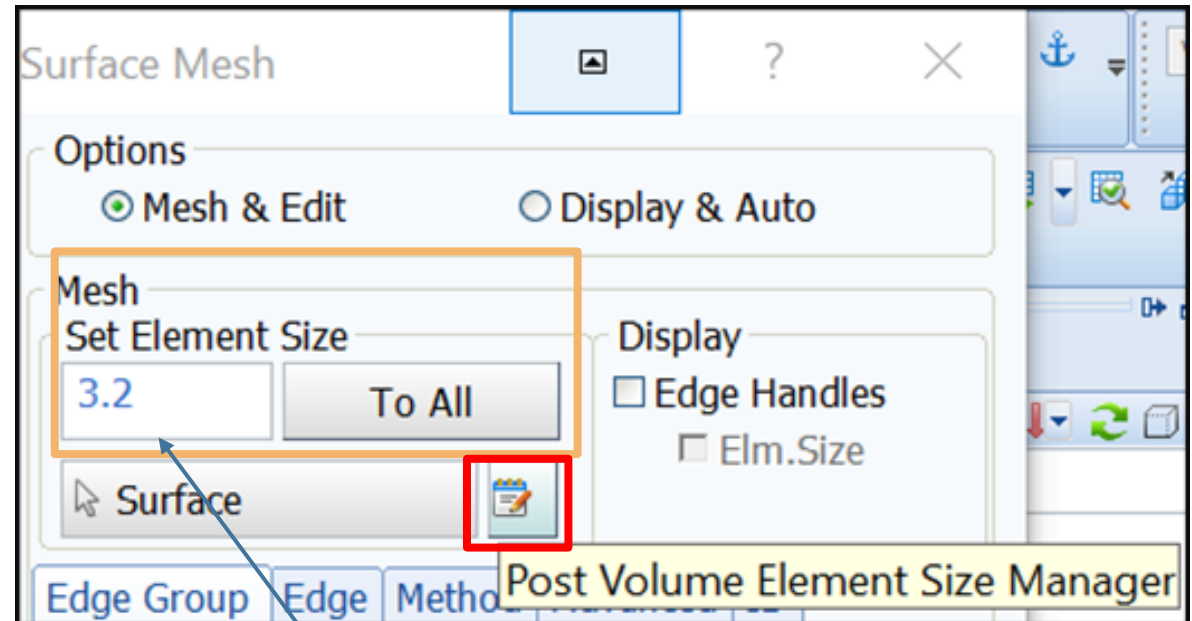 Surface Mesh
?
Options
Mesh & Edit
Display & Auto
Mesh
Set Element Size
Display
3.2
To All
Edge Handles
Elm.Size
Surface
Post Volume Element Size Manager
Edge Group
Edge